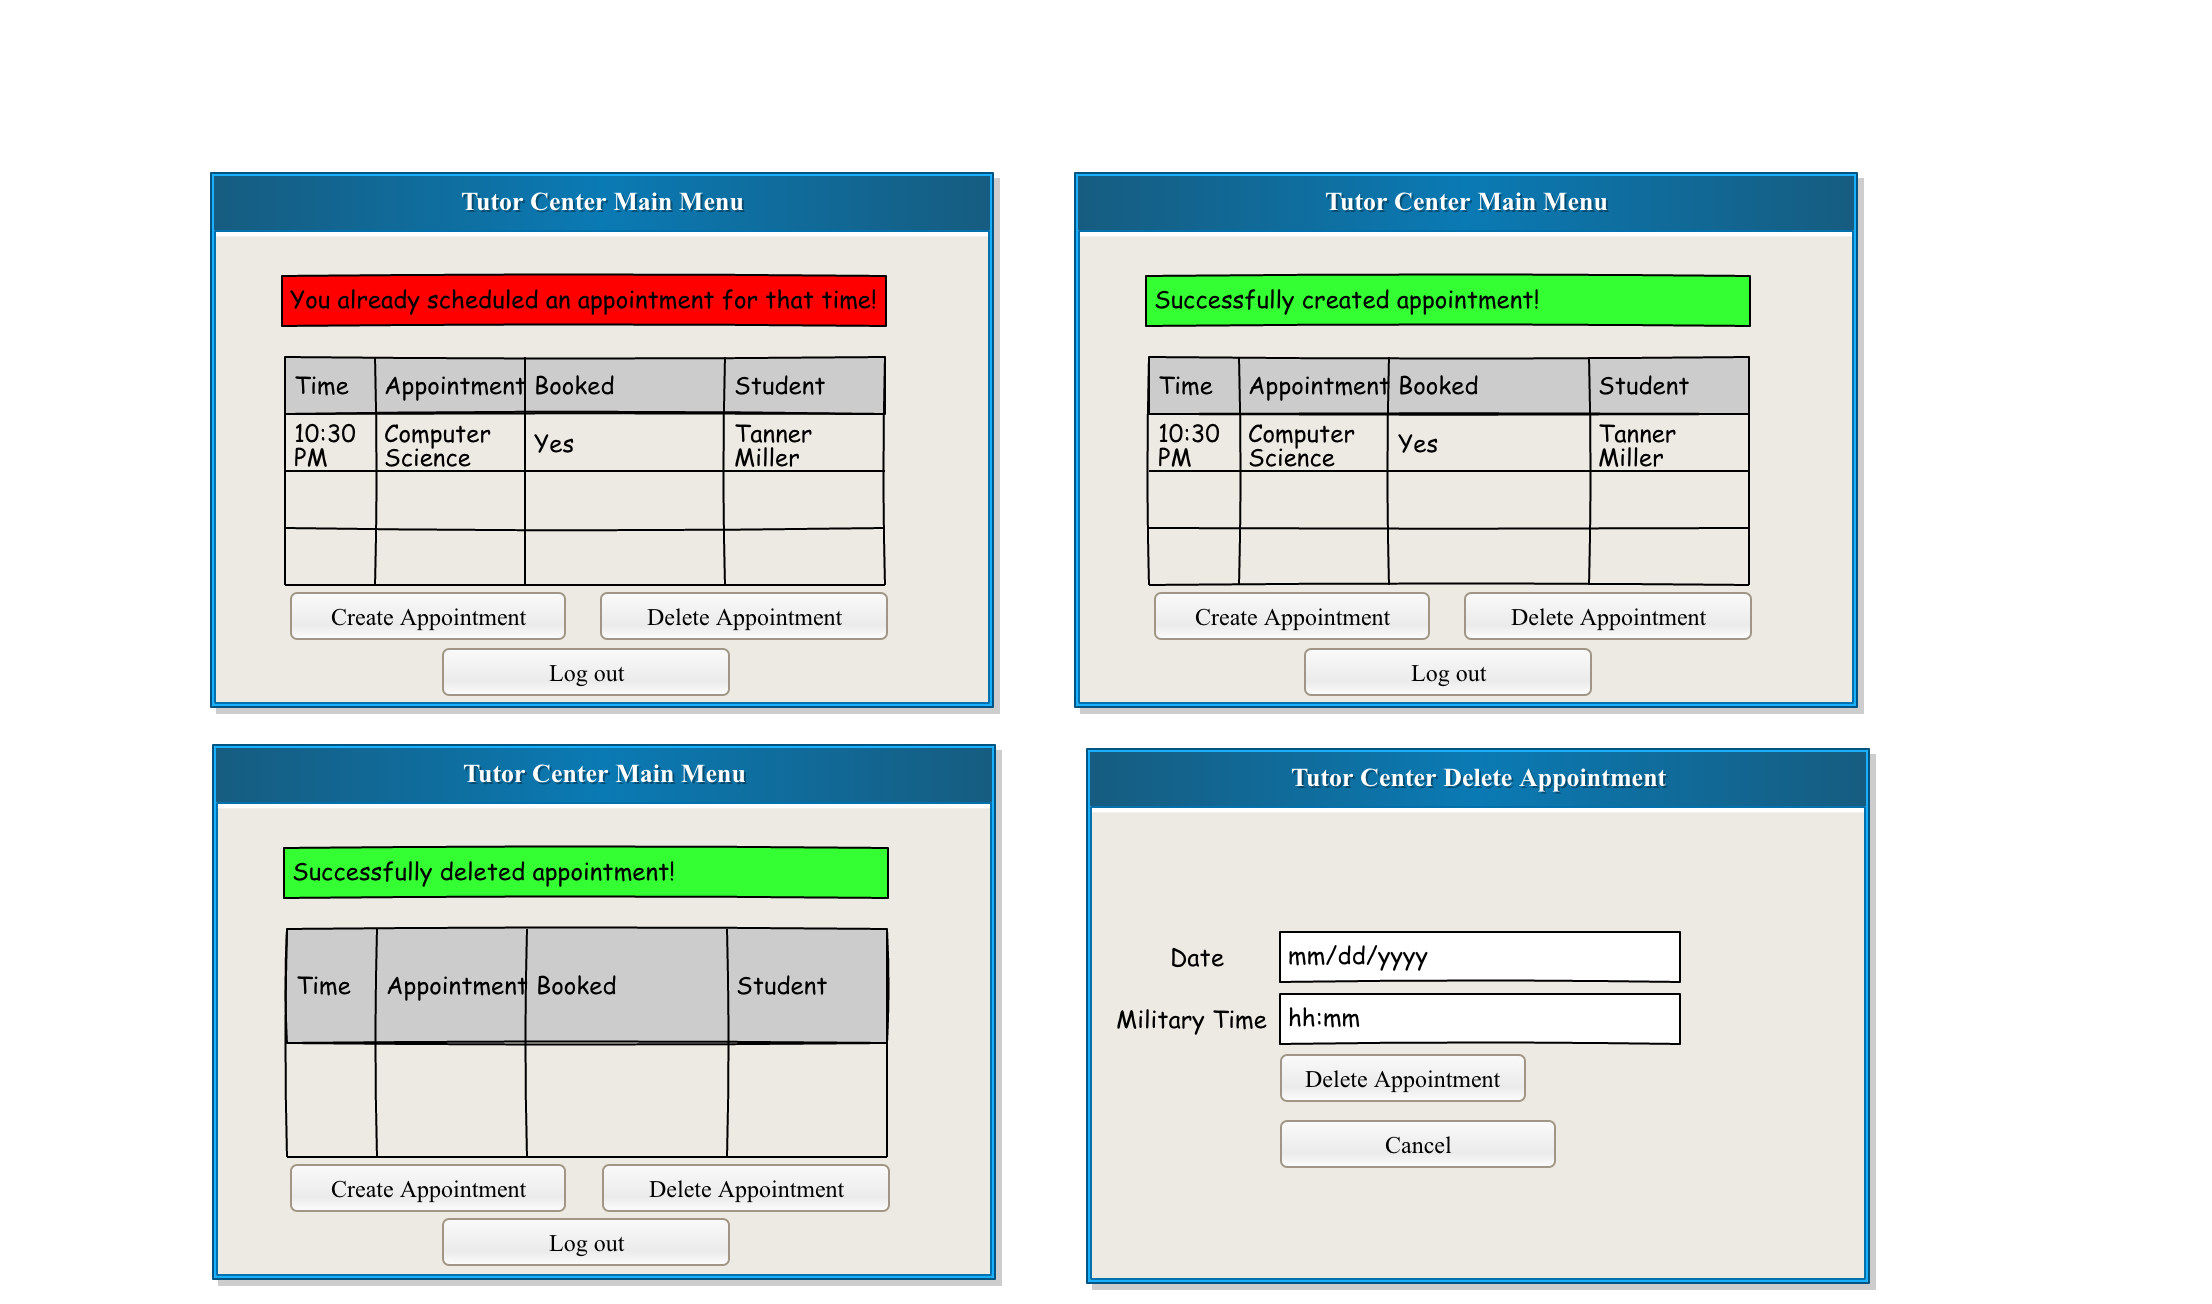 Tutor Center Main Menu
You already scheduled an appointment for that time!
Time Appointment Booked Student
10:30 Computer Yes Tanner
PM Science Miller
Create Appointment Delete Appointment
Log out
Tutor Center Main Menu
Successfully created appointment!
Time Appointment Booked Student
10:30 Computer Yes Tanner
PM Science Miller
Create Appointment Delete Appointment
Log out
Tutor Center Main Menu
Successfully deleted appointment!
Time Appointment Booked Student
Create Appointment Delete Appointment
Log out
Tutor Center Delete Appointment
Date mm/dd/yyyy
Military Time hh:mm
Delete Appointment
Cancel